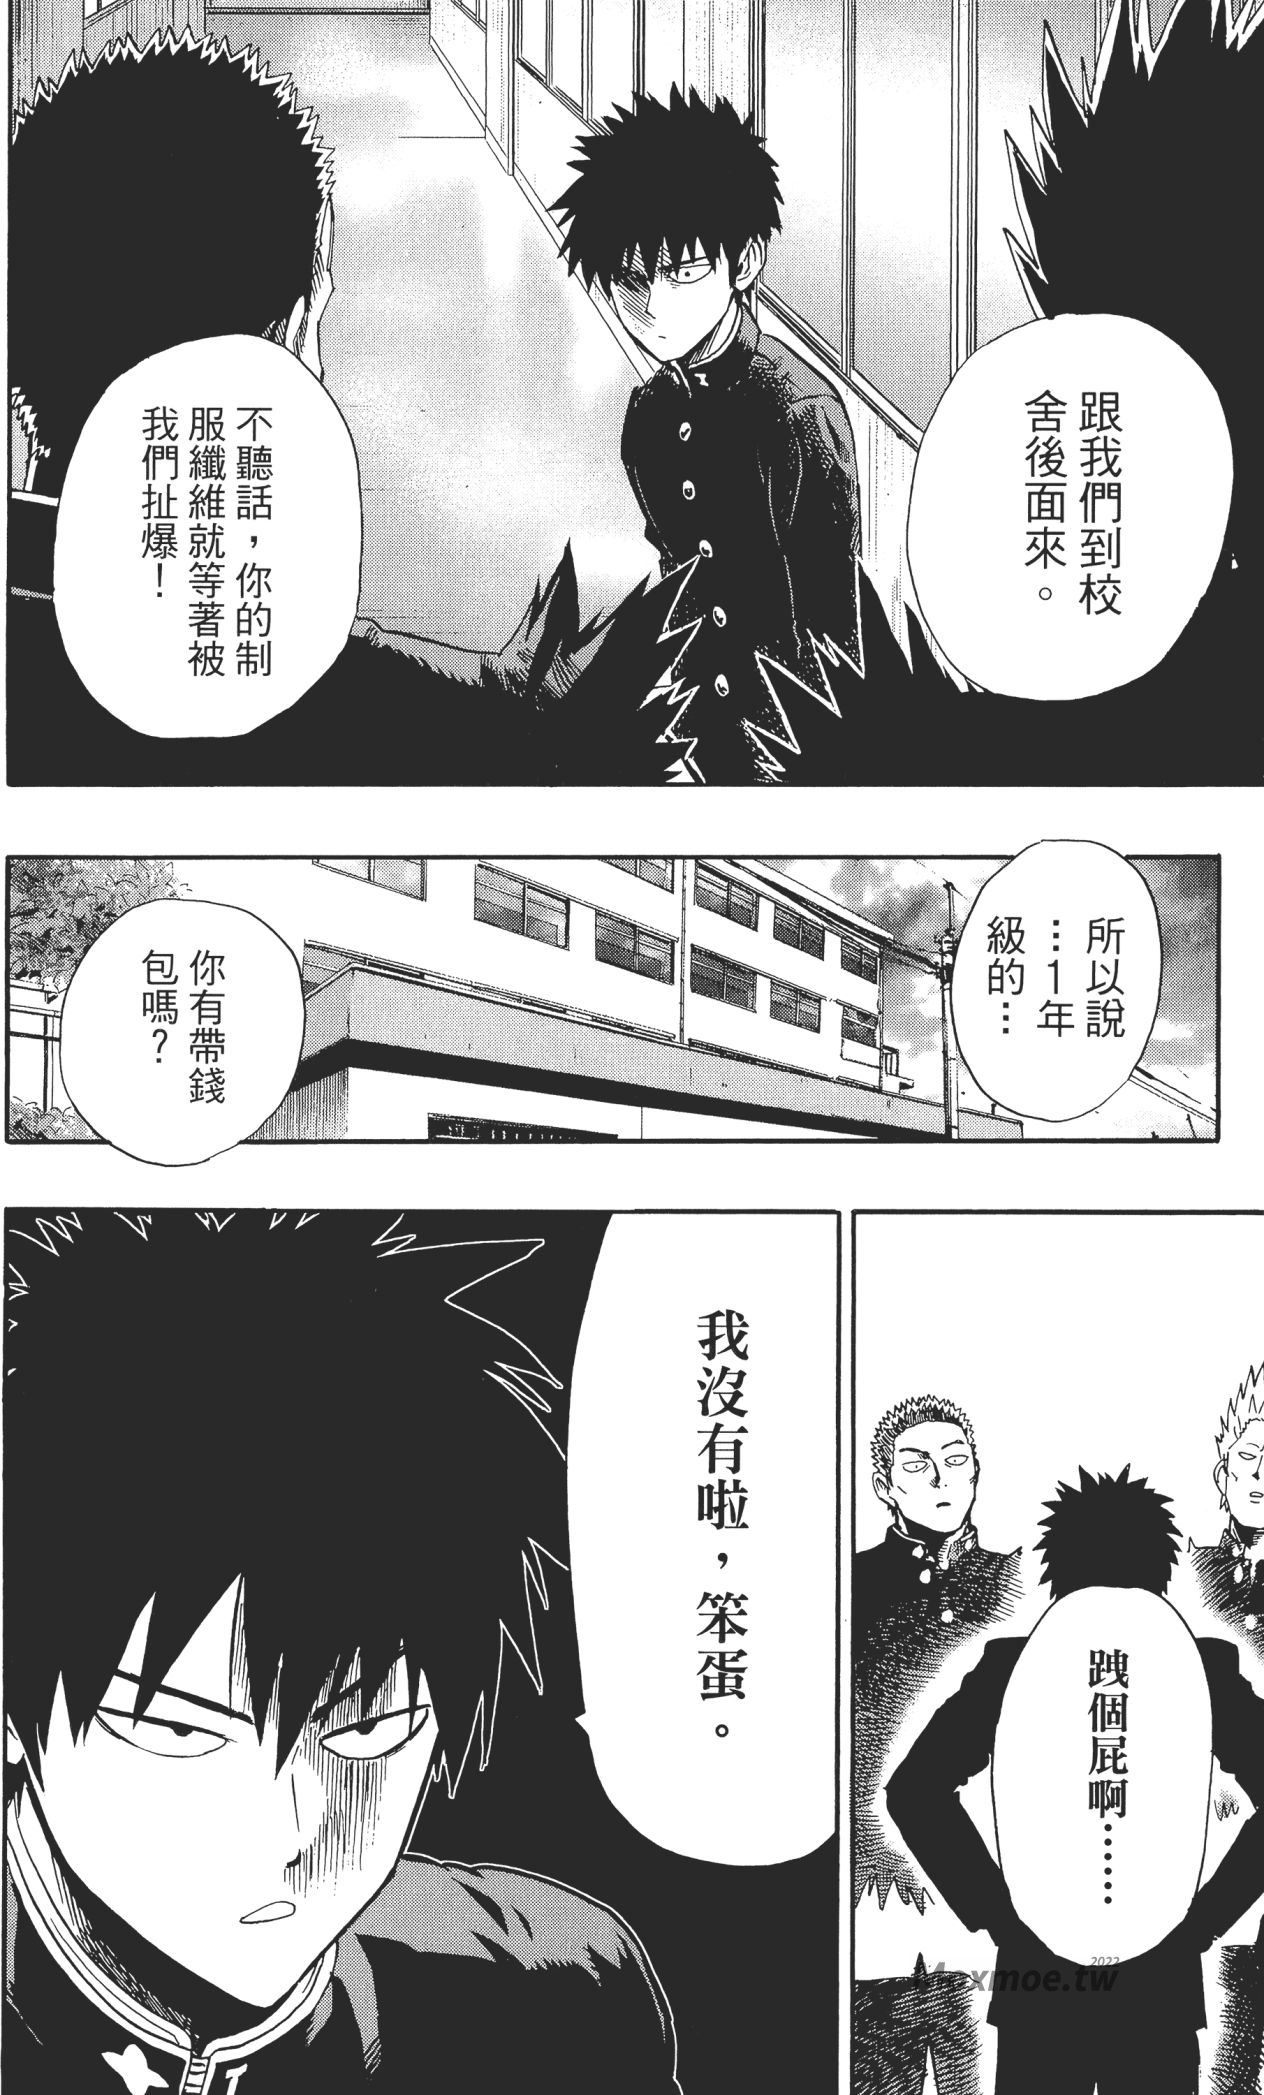 跟我們到校
舍後面來。
不聽話，你的制
服纖維就等著被
我們扯爆！
所以說
…1年
級的…
你有帶錢
包嗎？
跩個屁啊……
我沒有啦，笨蛋。
2022
Moxmoe.tw